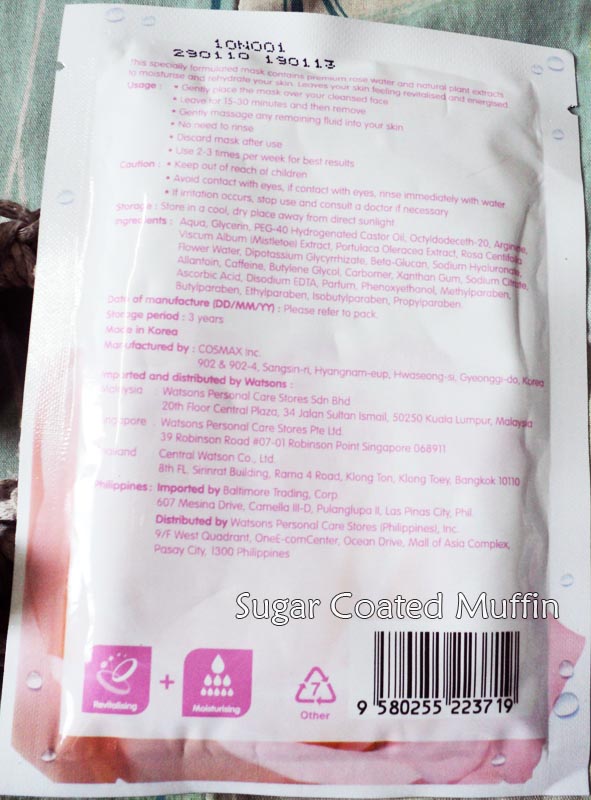 10N001
290110 190113
This specially formulated mask contains premium rose water and natural plant extracts
to moisturise and rehydrate your skin. Leaves your skin feeling revitalised and energised.
Usage : • Gently place the mask over your cleansed face
• Leave for 15-30 minutes and then remove
• Gently massage any remaining fluid into your skin
• No need to rinse
• Discard mask after use
• Use 2-3 times per week for best results
Caution : • Keep out of reach of children
• Avoid contact with eyes, if contact with eyes, rinse immediately with water
• If irritation occurs, stop use and consult a doctor if necessary
Storage : Store in a cool, dry place away from direct sunlight
Ingredients : Aqua, Glycerin, PEG-40 Hydrogenated Castor Oil, Octyldodeceth-20, Arginine,
Viscum Album (Mistletoe) Extract, Portulaca Oleracea Extract, Rosa Centifolia
Flower Water, Dipotassium Glycyrrhizate, Beta-Glucan, Sodium Hyaluronate,
Allantoin, Caffeine, Butylene Glycol, Carbomer, Xanthan Gum, Sodium Citrate,
Ascorbic Acid, Disodium EDTA, Parfum, Phenoxyethanol, Methylparaben,
Butylparaben, Ethylparaben, Isobutylparaben, Propylparaben.
Date of manufacture (DD/MM/YY) : Please refer to pack.
Storage period : 3 years
Made in Korea
Manufactured by : COSMAX Inc.
902 & 902-4, Sangsin-ri, Hyangnam-eup, Hwaseong-si, Gyeonggi-do, Korea
Imported and distributed by Watsons :
Malaysia : Watsons Personal Care Stores Sdn Bhd
20th Floor Central Plaza, 34 Jalan Sultan Ismail, 50250 Kuala Lumpur, Malaysia
Singapore : Watsons Personal Care Stores Pte Ltd.
39 Robinson Road #07-01 Robinson Point Singapore 068911
Thailand Central Watson Co., Ltd.
8th FL. Sirinrat Building, Rama 4 Road, Klong Ton, Klong Toey, Bangkok 10110
Philippines : Imported by Baltimore Trading, Corp.
607 Mesina Drive, Camella III-D, Pulanglupa II, Las Pinas City, Phil.
Distributed by Watsons Personal Care Stores (Philippines), Inc.
9/F West Quadrant, OneE-comCenter, Ocean Drive, Mall of Asia Complex,
Pasay City, 1300 Philippines
Sugar Coated Muffin
Revitalising + Moisturising
7
Other
9 580255 223719